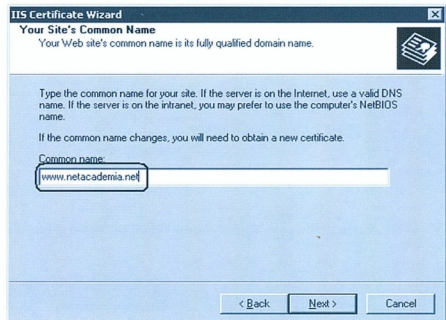 IIS Certificate Wizard
Your Site's Common Name
Your Web site's common name is its fully qualified domain name.
Type the common name for your site. If the server is on the Internet, use a valid DNS
name. If the server is on the intranet, you may prefer to use the computer's NetBIOS
name.
If the common name changes, you will need to obtain a new certificate.
Common name:
www.netacademia.net
< Back Next > Cancel